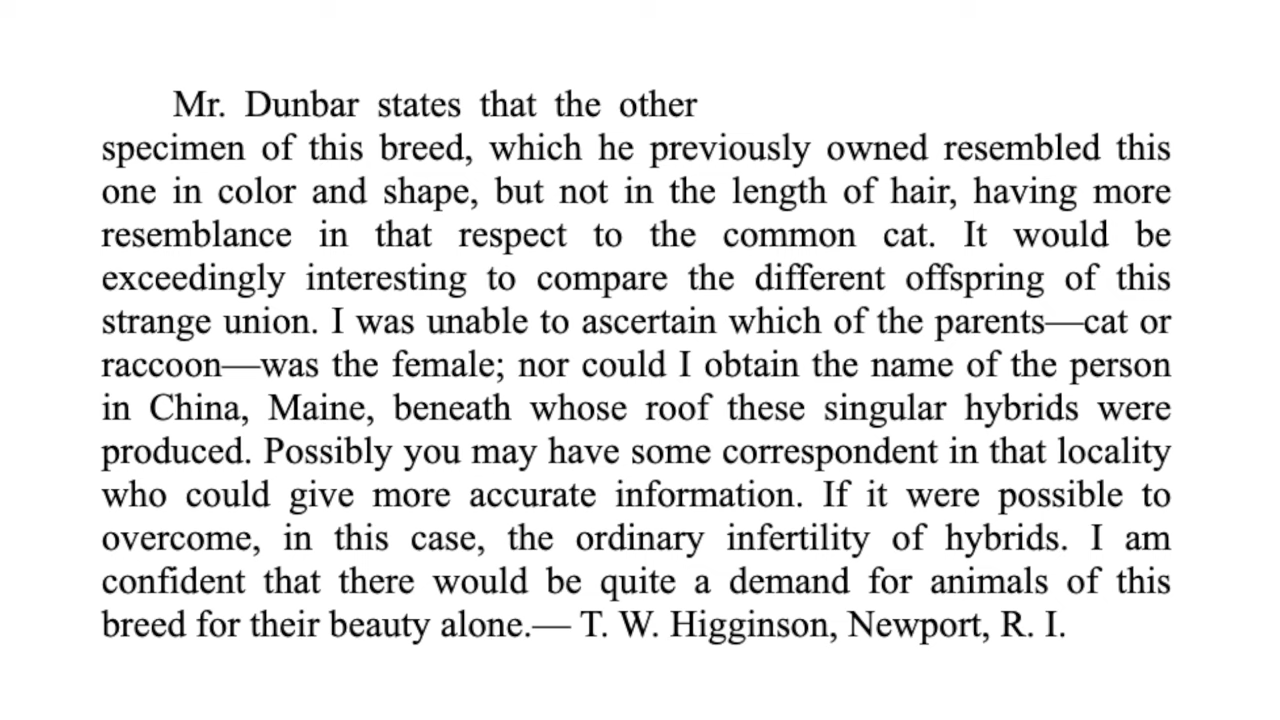 Mr. Dunbar states that the other
specimen of this breed, which he previously owned resembled this
one in color and shape, but not in the length of hair, having more
resemblance in that respect to the common cat. It would be
exceedingly interesting to compare the different offspring of this
strange union. I was unable to ascertain which of the parents—cat or
raccoon—was the female; nor could I obtain the name of the person
in China, Maine, beneath whose roof these singular hybrids were
produced. Possibly you may have some correspondent in that locality
who could give more accurate information. If it were possible to
overcome, in this case, the ordinary infertility of hybrids. I am
confident that there would be quite a demand for animals of this
breed for their beauty alone.— T. W. Higginson, Newport, R. I.